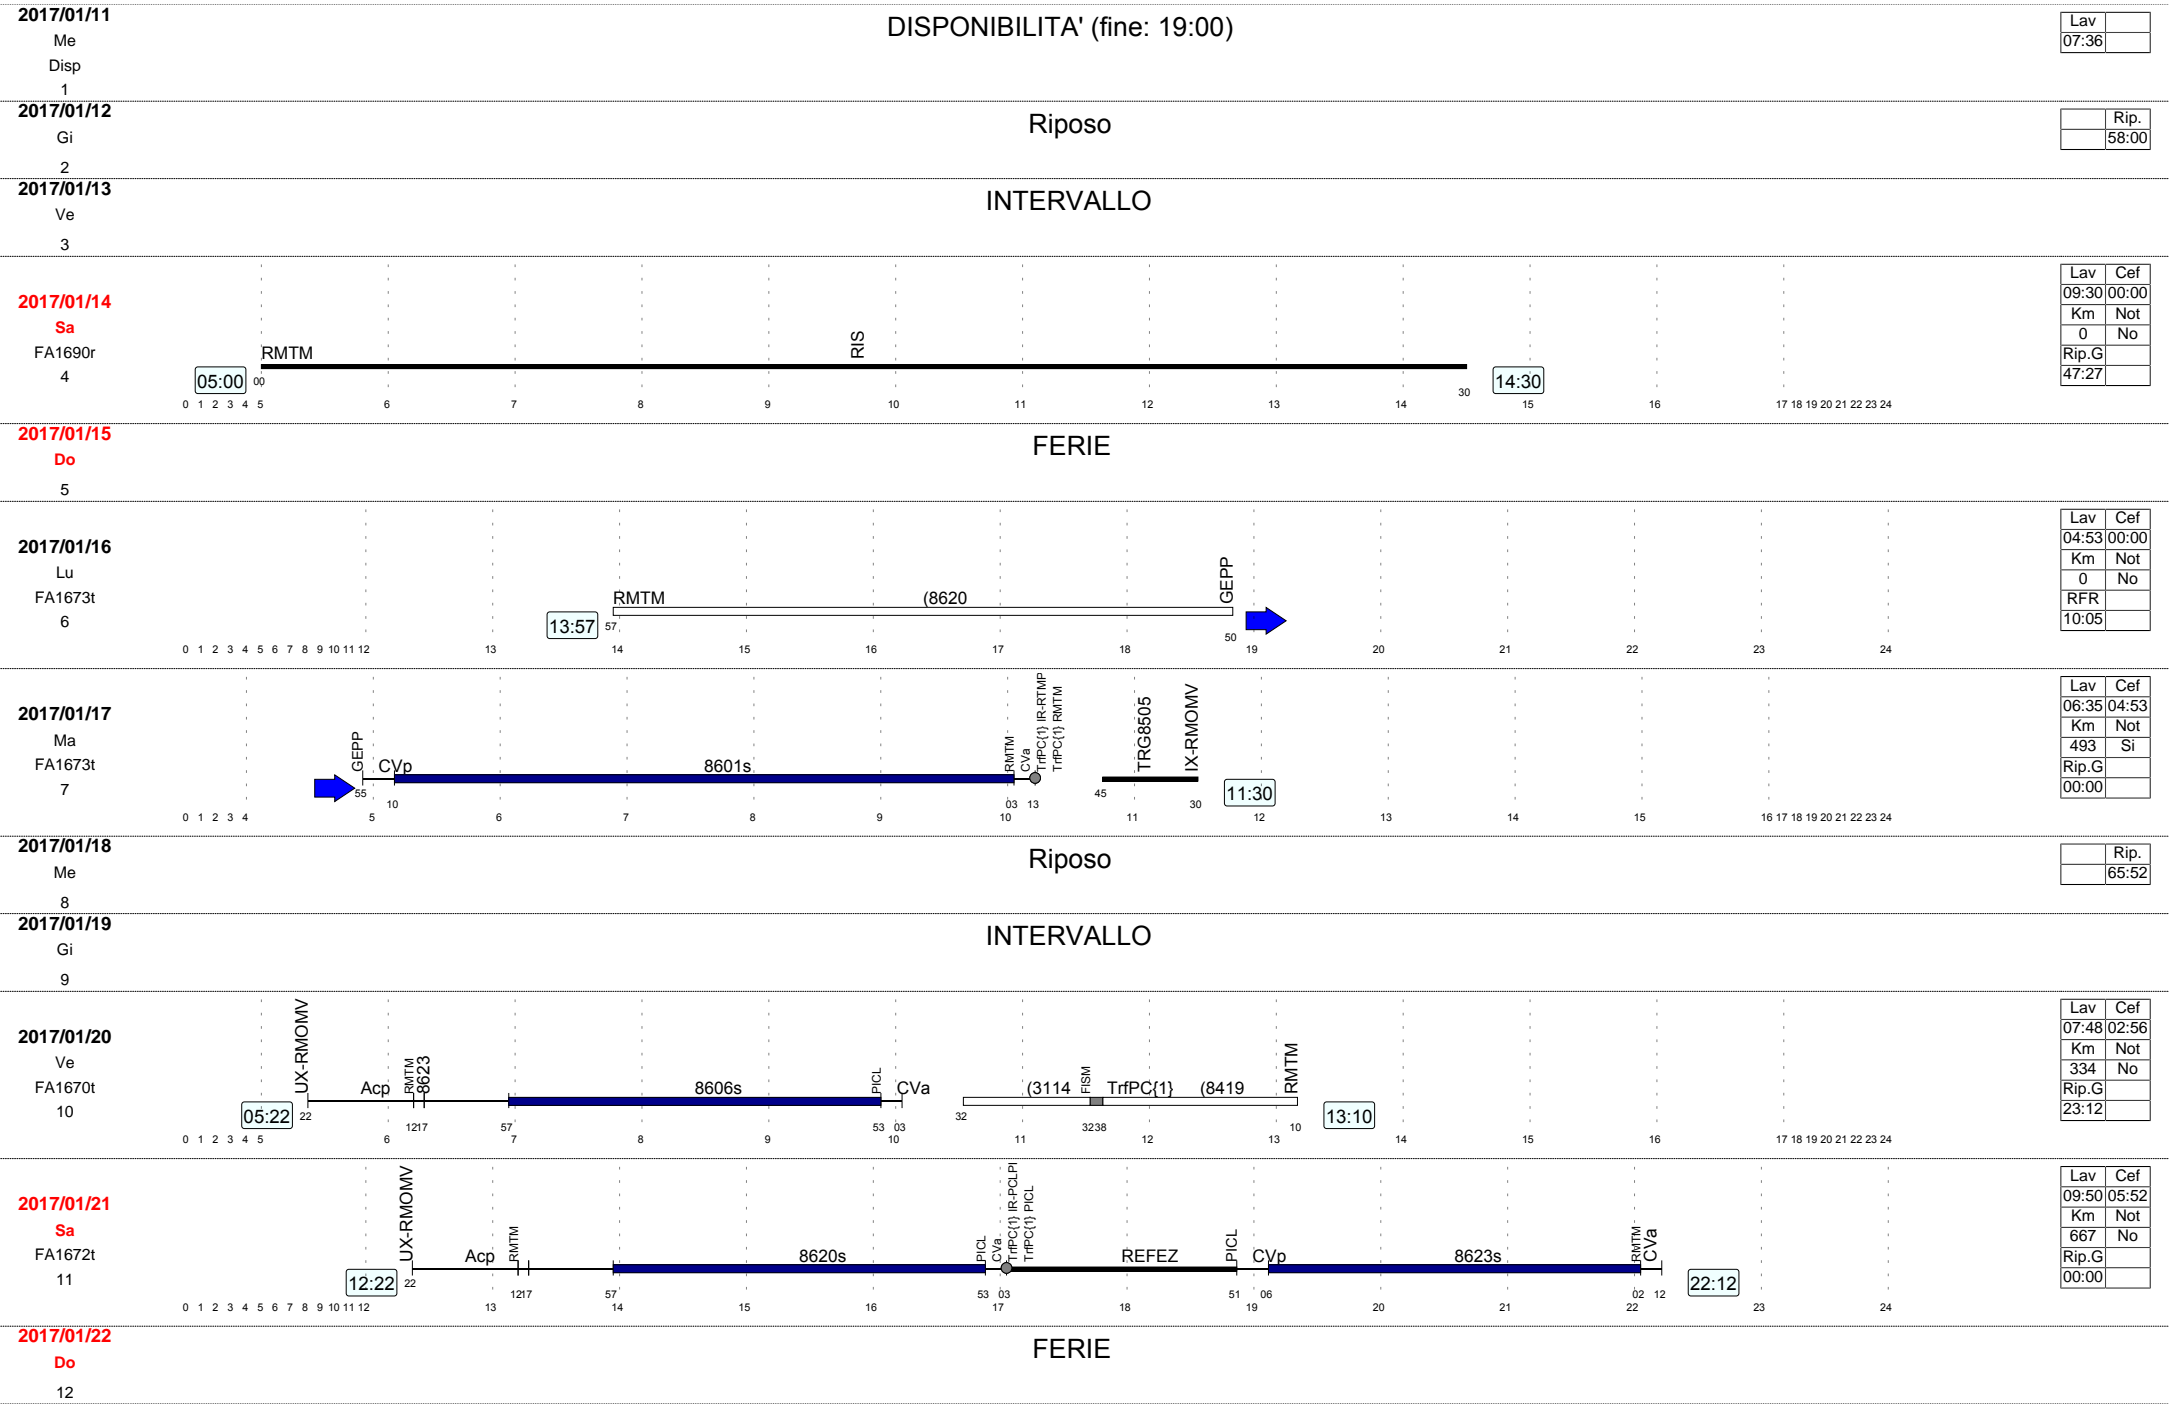 2017/01/11
Me
Disp
1
DISPONIBILITA' (fine: 19:00)
Lav
07:36
2017/01/12
Gi
2
Riposo
Rip.
58:00
2017/01/13
Ve
3
INTERVALLO
2017/01/14
Sa
FA1690r
4
05:00
00
RMTM
RIS
30
14:30
0 1 2 3 4 5 6 7 8 9 10 11 12 13 14 15 16 17 18 19 20 21 22 23 24
Lav Cef
09:30 00:00
Km Not
0 No
Rip.G
47:27
2017/01/15
Do
5
FERIE
2017/01/16
Lu
FA1673t
6
13:57
57
RMTM
(8620
GEPP
50
0 1 2 3 4 5 6 7 8 9 10 11 12 13 14 15 16 17 18 19 20 21 22 23 24
Lav Cef
04:53 00:00
Km Not
0 No
RFR
10:05
2017/01/17
Ma
FA1673t
7
GEPP
55
CVp
10
8601s
RMTM
CVa
TrfPC{1} IR-RTMP
TrfPC{1} RMTM
03 13
TRG8505
IX-RMOMV
45
30
11:30
0 1 2 3 4 5 6 7 8 9 10 11 12 13 14 15 16 17 18 19 20 21 22 23 24
Lav Cef
06:35 04:53
Km Not
493 Si
Rip.G
00:00
2017/01/18
Me
8
Riposo
Rip.
65:52
2017/01/19
Gi
9
INTERVALLO
2017/01/20
Ve
FA1670t
10
05:22
22
UX-RMOMV
Acp
RMTM
8623
1217
57
8606s
PICL
CVa
53 03
32
(3114
FISM
TrfPC{1}
(8419
RMTM
3238
10
13:10
0 1 2 3 4 5 6 7 8 9 10 11 12 13 14 15 16 17 18 19 20 21 22 23 24
Lav Cef
07:48 02:56
Km Not
334 No
Rip.G
23:12
2017/01/21
Sa
FA1672t
11
12:22
22
UX-RMOMV
Acp
RMTM
1217
57
8620s
PICL
CVa
TrfPC{1} IR-PCLPI
TrfPC{1} PICL
53 03
REFEZ
PICL
CVp
51 06
8623s
RMTM
CVa
02 12
22:12
0 1 2 3 4 5 6 7 8 9 10 11 12 13 14 15 16 17 18 19 20 21 22 23 24
Lav Cef
09:50 05:52
Km Not
667 No
Rip.G
00:00
2017/01/22
Do
12
FERIE